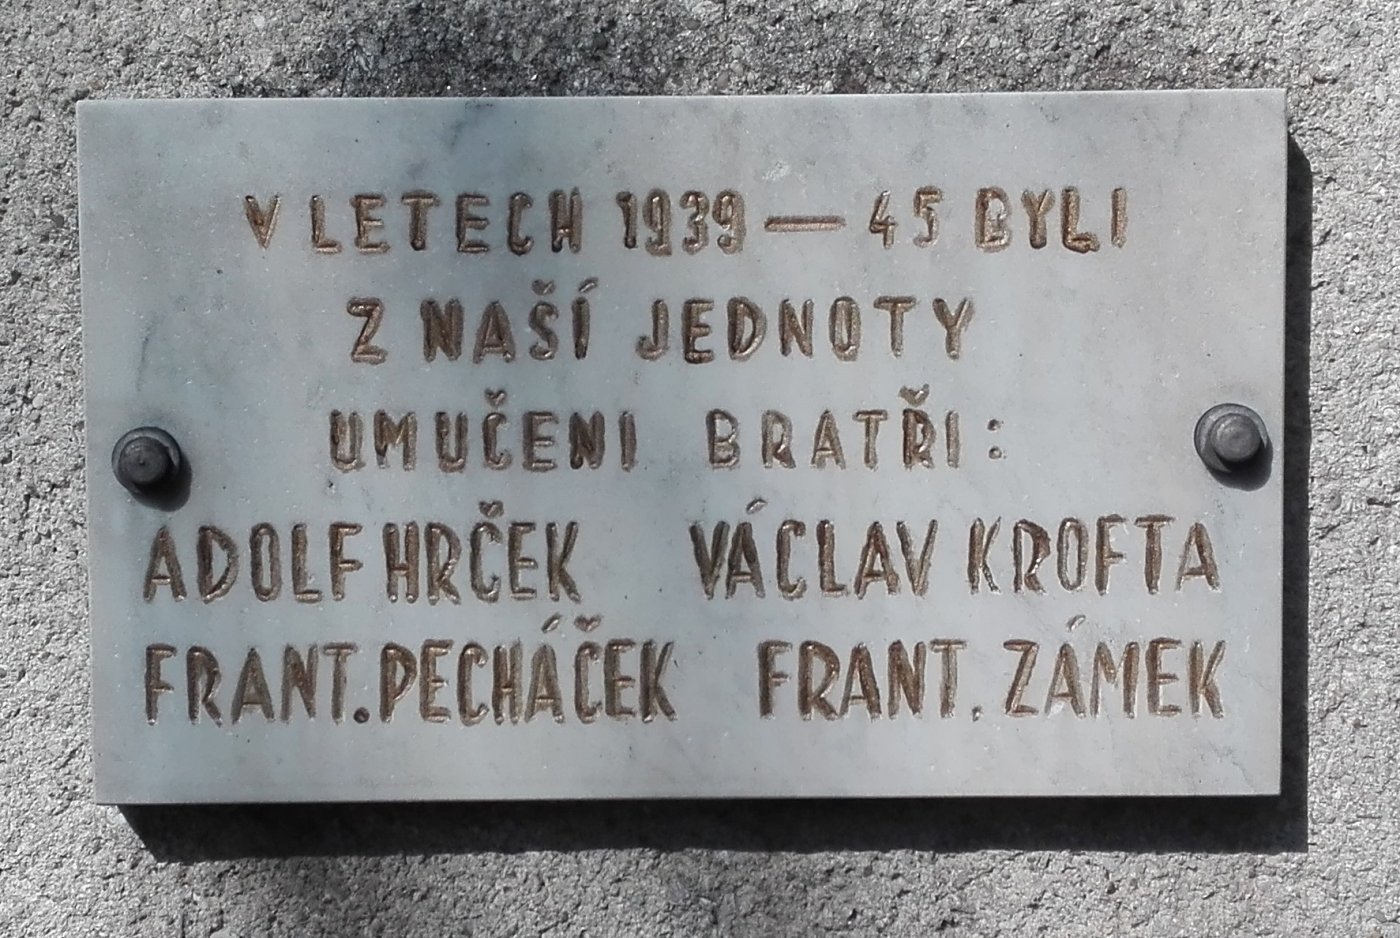 V LETECH 1939 — 45 BYLI
Z NAŠÍ JEDNOTY
UMUČENI BRATŘI:
ADOLF HRČEK VÁCLAV KROFTA
FRANT. PECHÁČEK FRANT. ZÁMEK